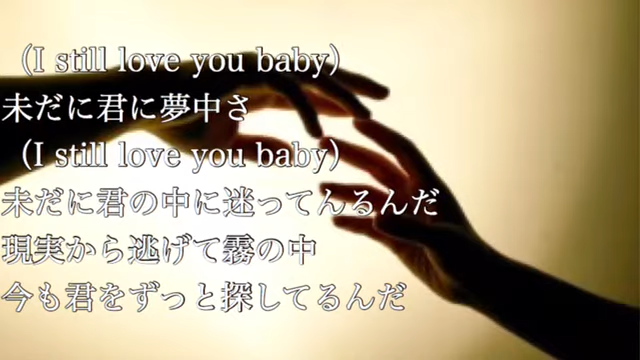 （I still love you baby）
未だに君に夢中さ
（I still love you baby）
未だに君の中に迷ってんるんだ
現実から逃げて霧の中
今も君をずっと探してるんだ